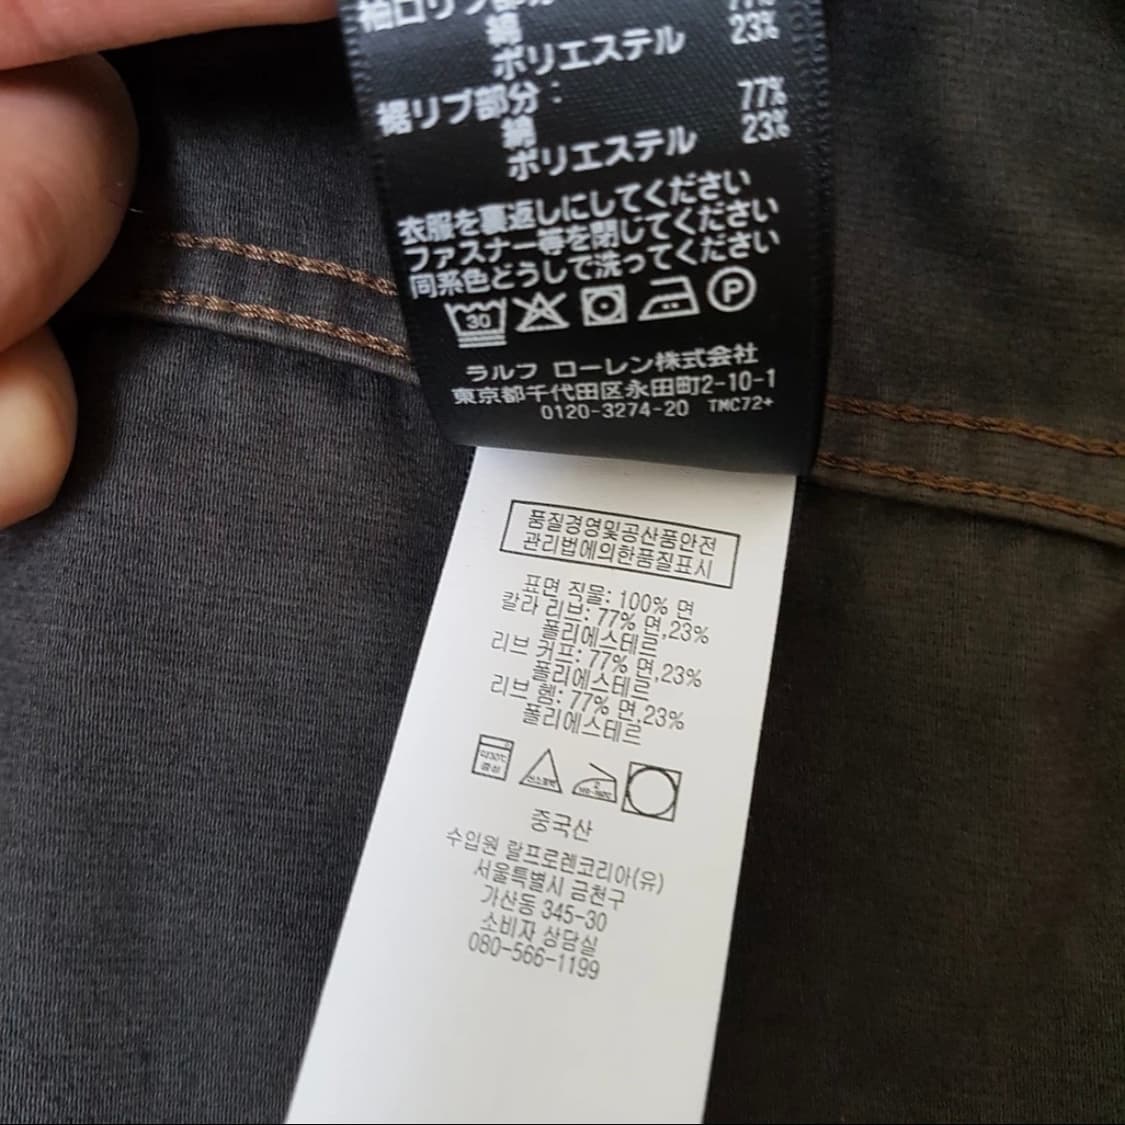 袖口リブ部分
77%
綿
ポリエステル 23%
裾リブ部分:
綿 77%
ポリエステル 23%
衣服を裏返しにしてください
ファスナー等を閉じてください
同系色どうしで洗ってください
30 P
ラルフ ローレン株式会社
東京都千代田区永田町2-10-1
0120-3274-20 TMC72+
품질경영및공산품안전
관리법에의한품질표시
표면 직물: 100% 면
칼라 리브: 77% 면,23%
폴리에스테르
리브 커프: 77% 면,23%
폴리에스테르
리브 헴: 77% 면,23%
폴리에스테르
중국산
수입원 랄프로렌코리아(유)
서울특별시 금천구
가산동 345-30
소비자 상담실
080-566-1199